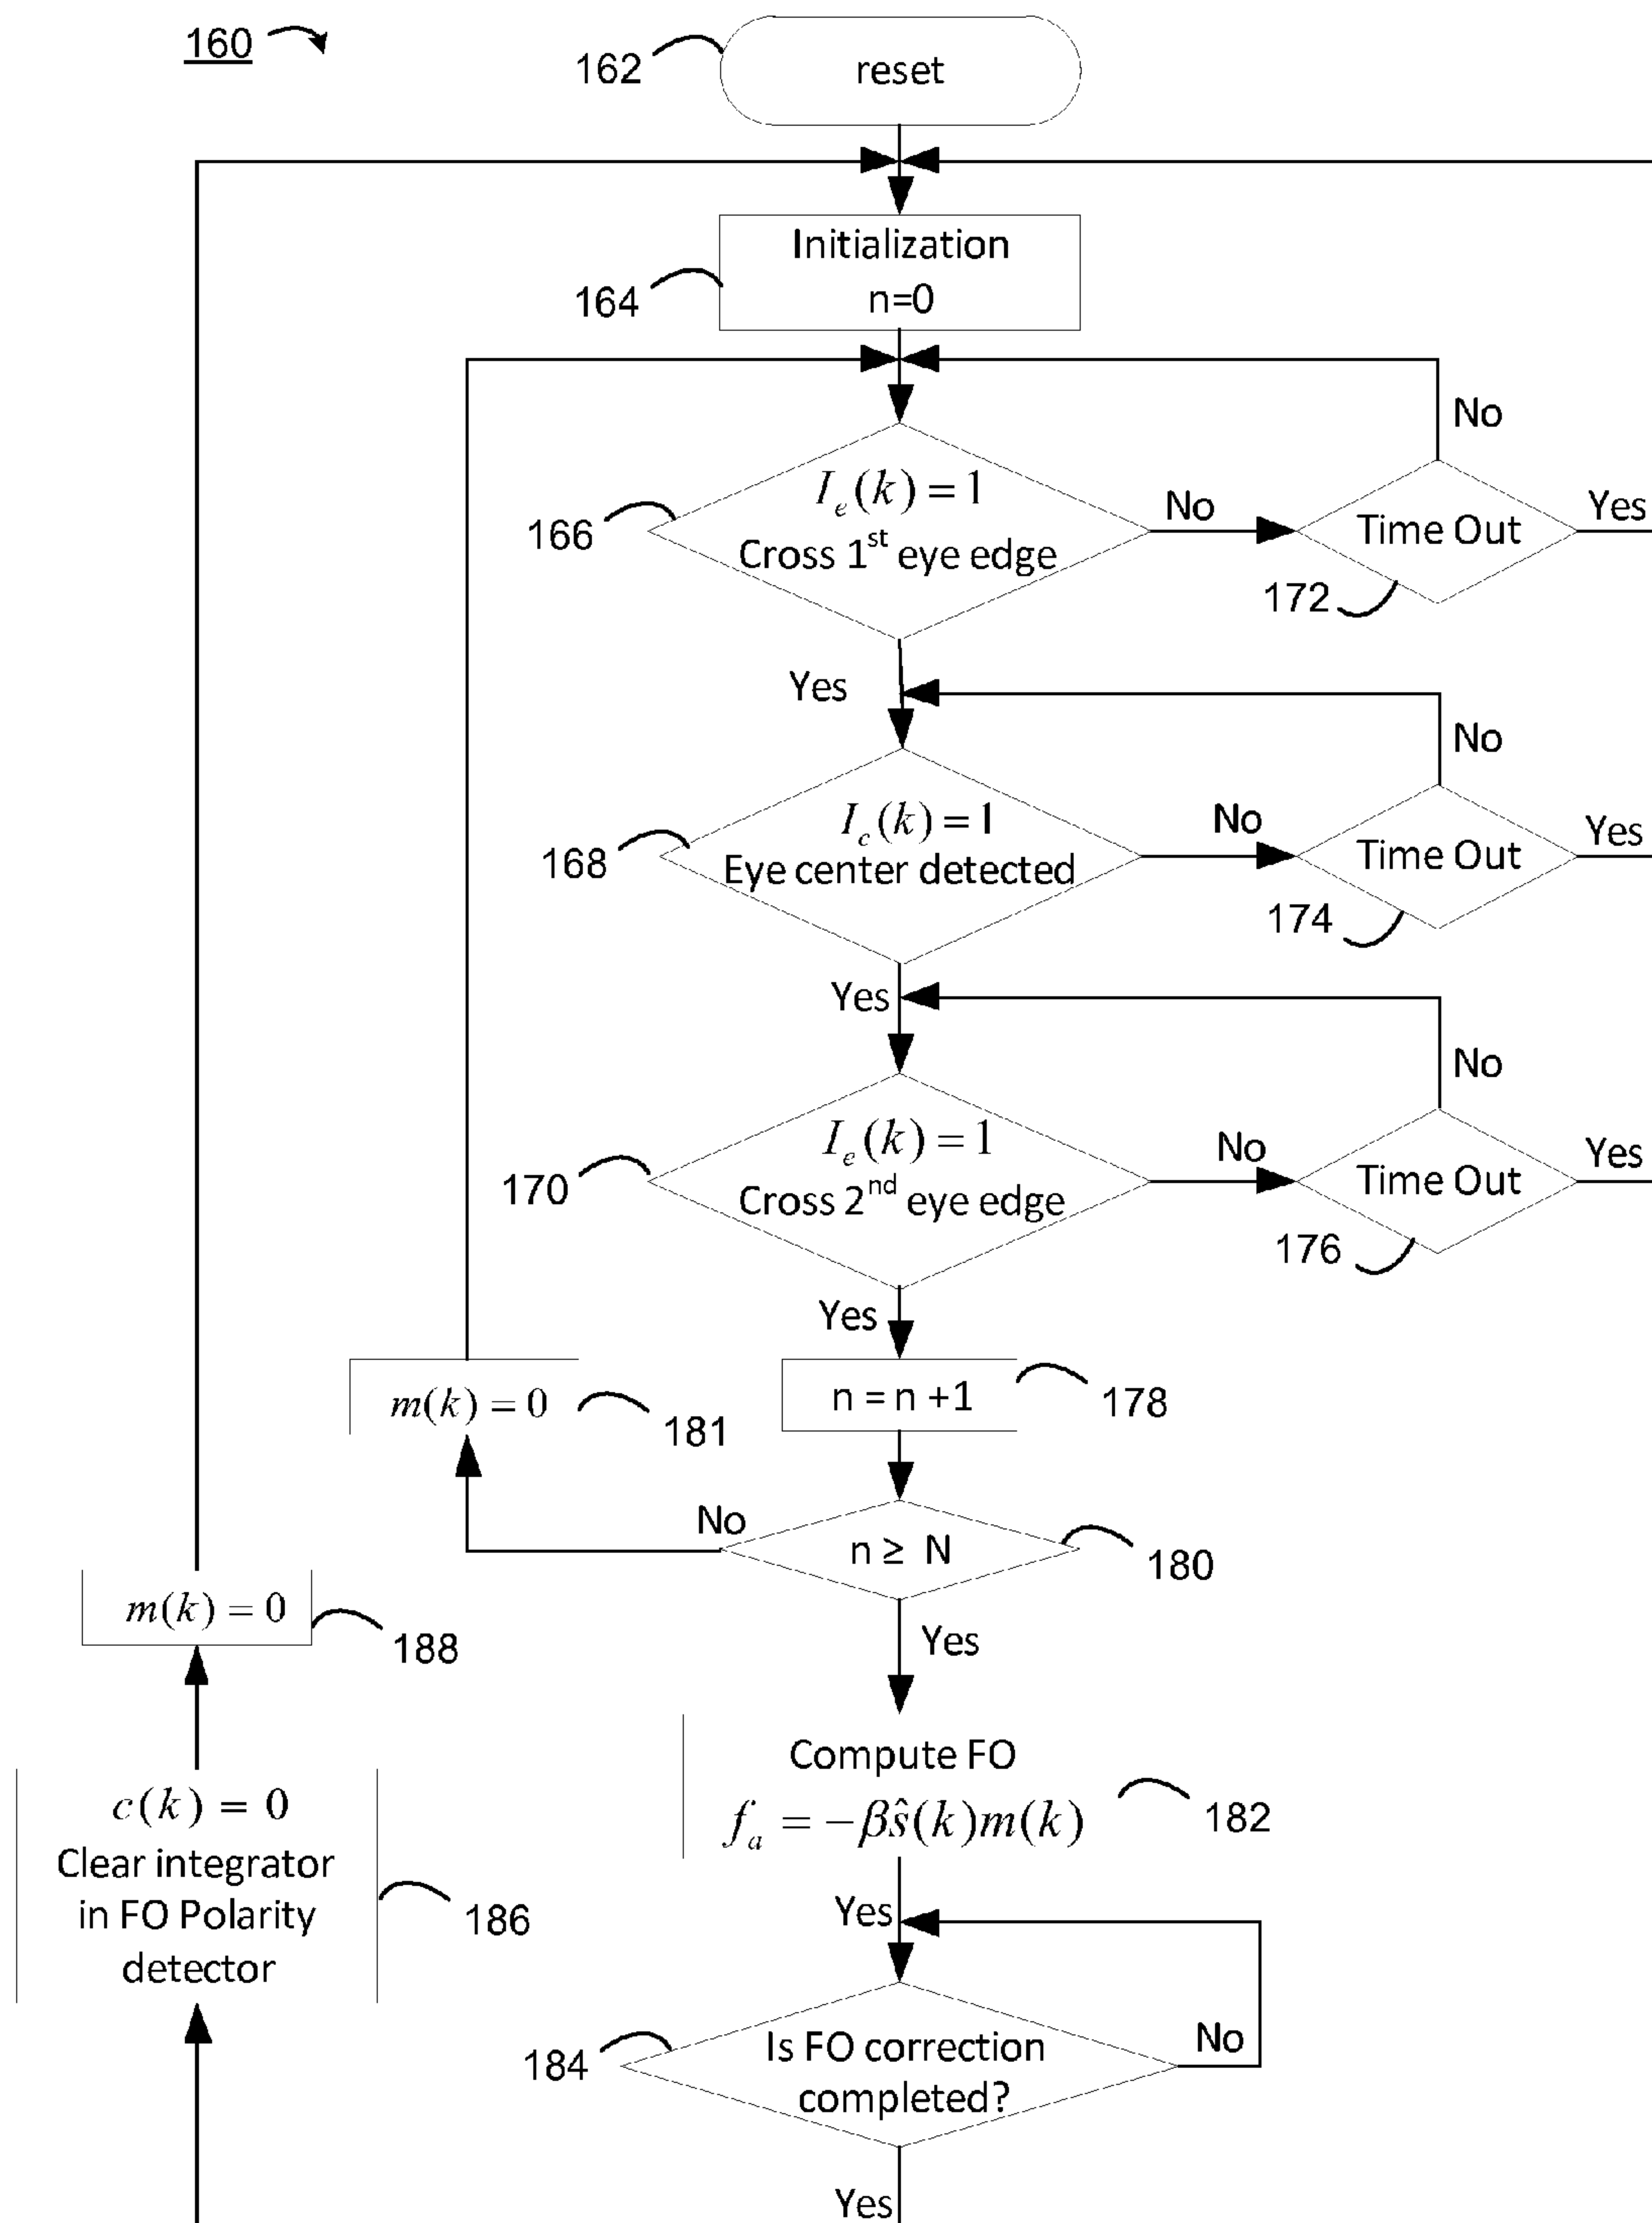 160
162
reset
Initialization
n=0
164
No
I_e(k) = 1
Cross 1st eye edge
166
No
Time Out
Yes
172
Yes
No
I_c(k) = 1
Eye center detected
168
No
Time Out
Yes
174
Yes
No
I_e(k) = 1
Cross 2nd eye edge
170
No
Time Out
Yes
176
Yes
m(k) = 0
181
n = n +1
178
No
n ≥ N
180
m(k) = 0
188
Yes
Compute FO
f_a = −βŝ(k)m(k)
182
c(k) = 0
Clear integrator
in FO Polarity
detector
186
Yes
184
Is FO correction
completed?
No
Yes